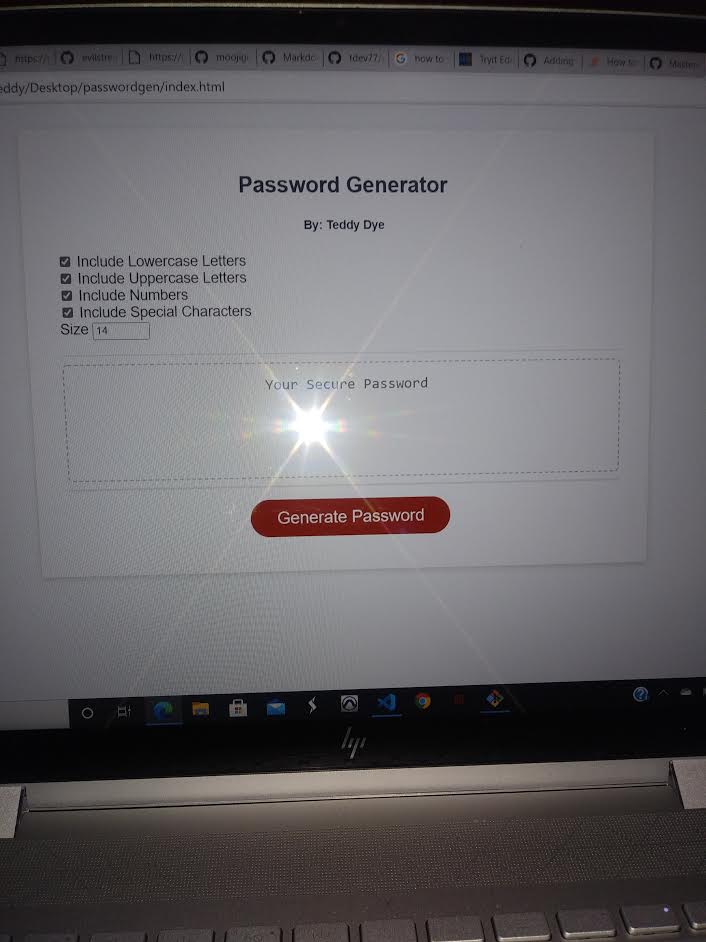 https://
evilstre
https://
moojig
Markdo
tdev77/
how to
Tryit Edi
Adding
How to
Master
eddy/Desktop/passwordgen/index.html
Password Generator
By: Teddy Dye
Include Lowercase Letters
Include Uppercase Letters
Include Numbers
Include Special Characters
Size 14
Your Secure Password
Generate Password
hp